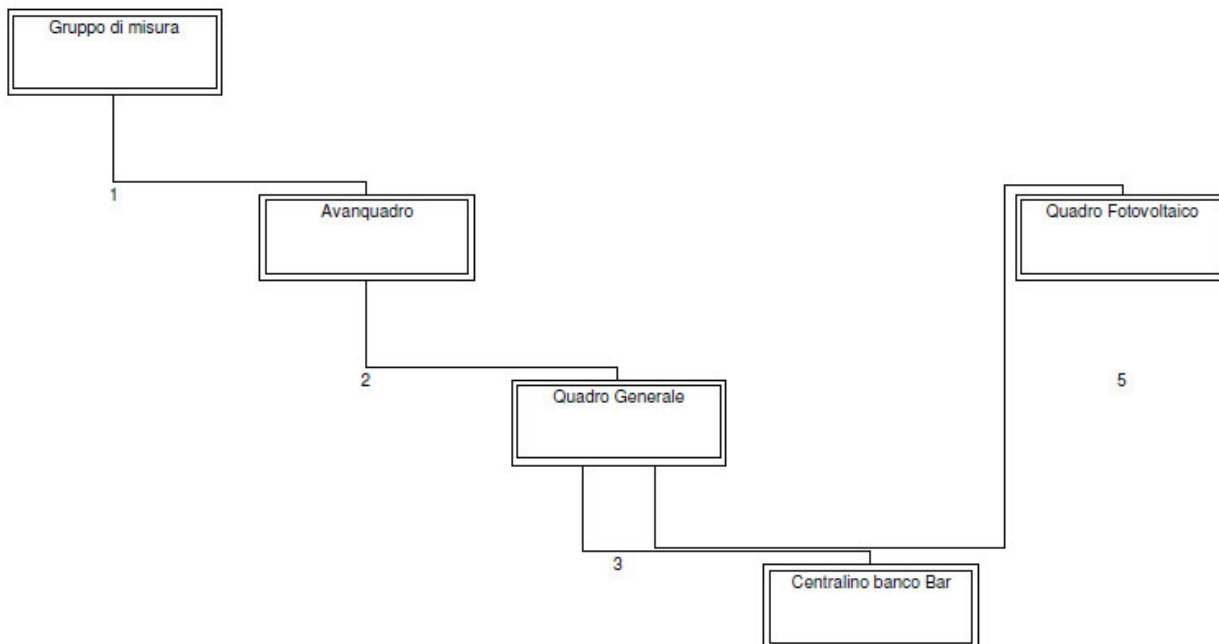 Gruppo di misura
1
Avanquadro
Quadro Fotovoltaico
2
5
Quadro Generale
3
Centralino banco Bar